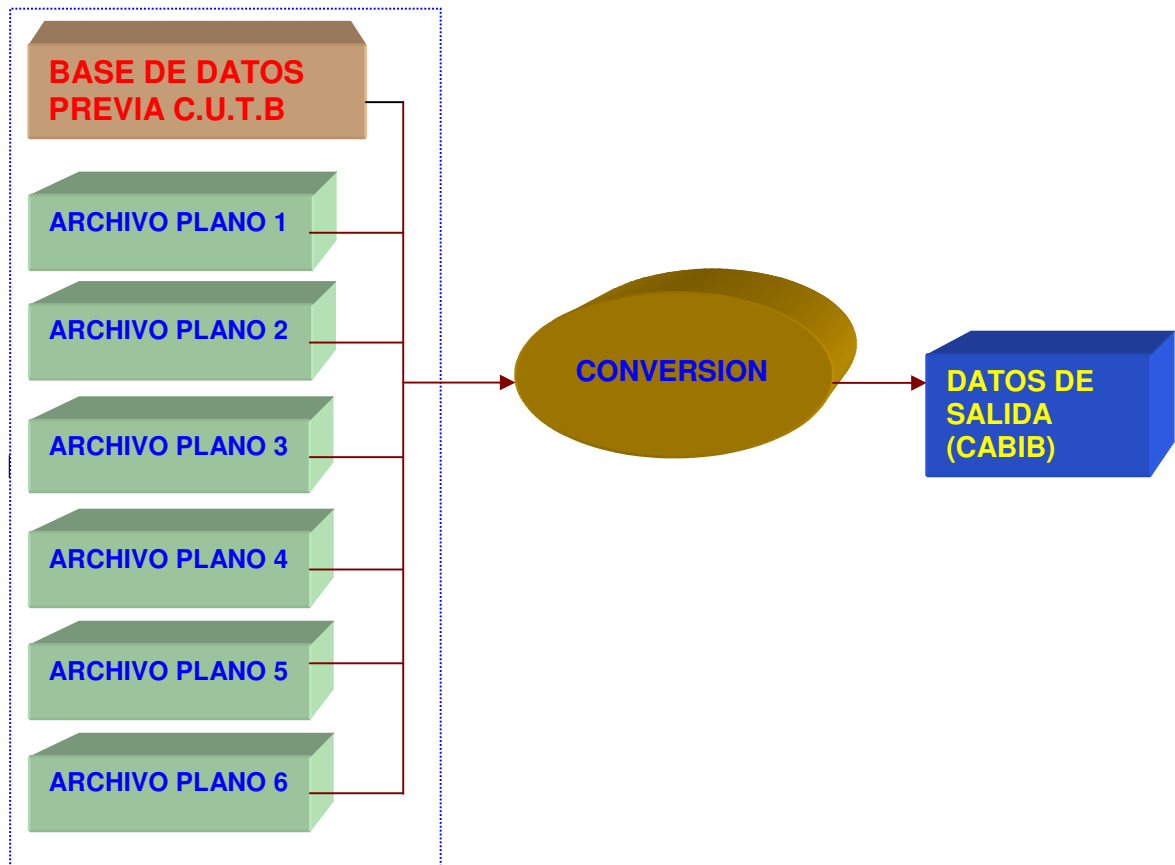 BASE DE DATOS
PREVIA C.U.T.B
ARCHIVO PLANO 1
ARCHIVO PLANO 2
ARCHIVO PLANO 3
ARCHIVO PLANO 4
ARCHIVO PLANO 5
ARCHIVO PLANO 6
CONVERSION
DATOS DE
SALIDA
(CABIB)